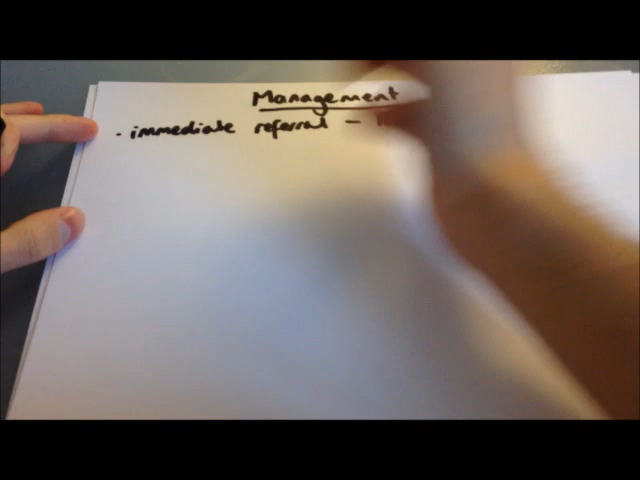 Management
. immediate referral -